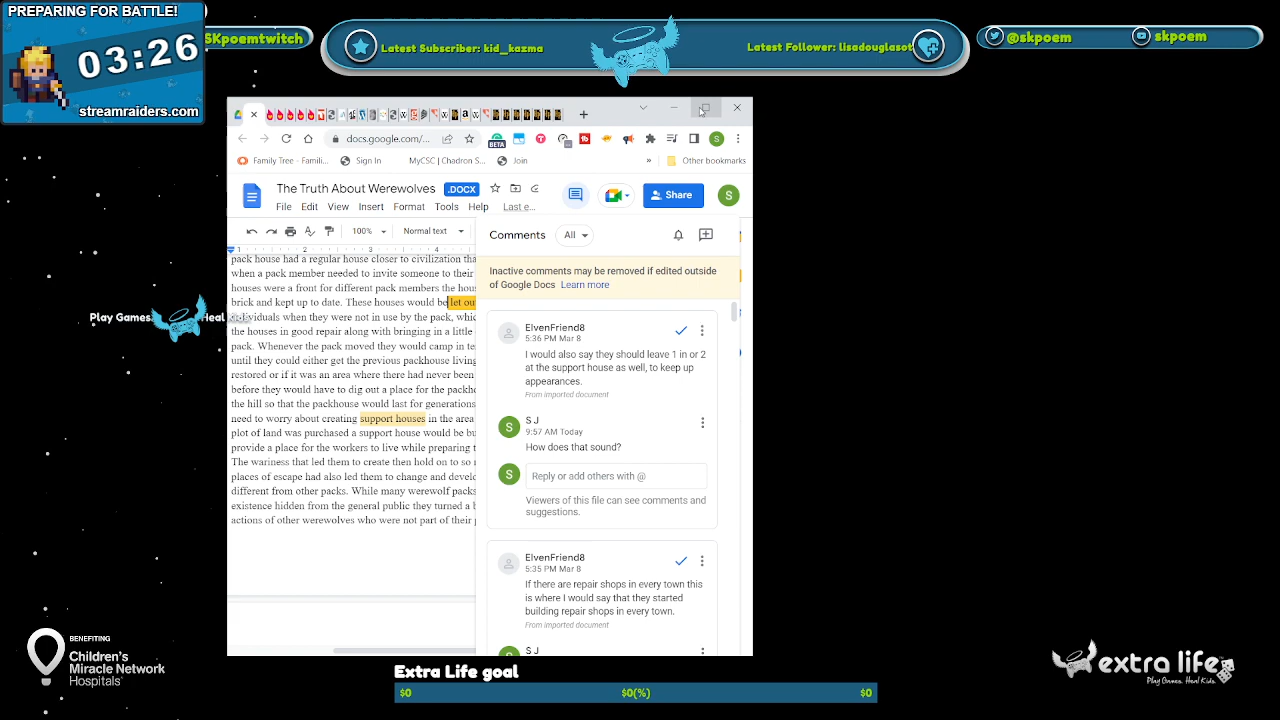 PREPARING FOR BATTLE!
03:26
streamraiders.com
SKpoemtwitch
Latest Subscriber: kid_kazma
Latest Follower: lisadouglasot
@skpoem
skpoem
docs.google.com/...
BETA
Family Tree - Famili...
Sign In
MyCSC | Chadron S...
Join
»
Other bookmarks
The Truth About Werewolves
.DOCX
Share
S
File Edit View Insert Format Tools Help Last e...
100%
Normal text
1 2 3 4
Comments
All
pack house had a regular house closer to civilization tha
when a pack member needed to invite someone to their
houses were a front for different pack members the hou
brick and kept up to date. These houses would be let ou
individuals when they were not in use by the pack, whic
the houses in good repair along with bringing in a little
pack. Whenever the pack moved they would camp in te
until they could either get the previous packhouse living
restored or if it was an area where there had never been
before they would have to dig out a place for the packho
the hill so that the packhouse would last for generations
need to worry about creating support houses in the area
plot of land was purchased a support house would be bu
provide a place for the workers to live while preparing t
The wariness that led them to create then hold on to so
places of escape had also led them to change and develo
different from other packs. While many werewolf packs
existence hidden from the general public they turned a b
actions of other werewolves who were not part of their
Inactive comments may be removed if edited outside
of Google Docs Learn more
ElvenFriend8
5:36 PM Mar 8
I would also say they should leave 1 in or 2
at the support house as well, to keep up
appearances.
From imported document
S
S J
9:57 AM Today
How does that sound?
S
Reply or add others with @
Viewers of this file can see comments and
suggestions.
ElvenFriend8
5:35 PM Mar 8
If there are repair shops in every town this
is where I would say that they started
building repair shops in every town.
From imported document
S J
Play Games.
Heal
BENEFITING
Children's
Miracle Network
Hospitals
Extra Life goal
$0
$0(%)
$0
extra life
Play Games. Heal Kids.